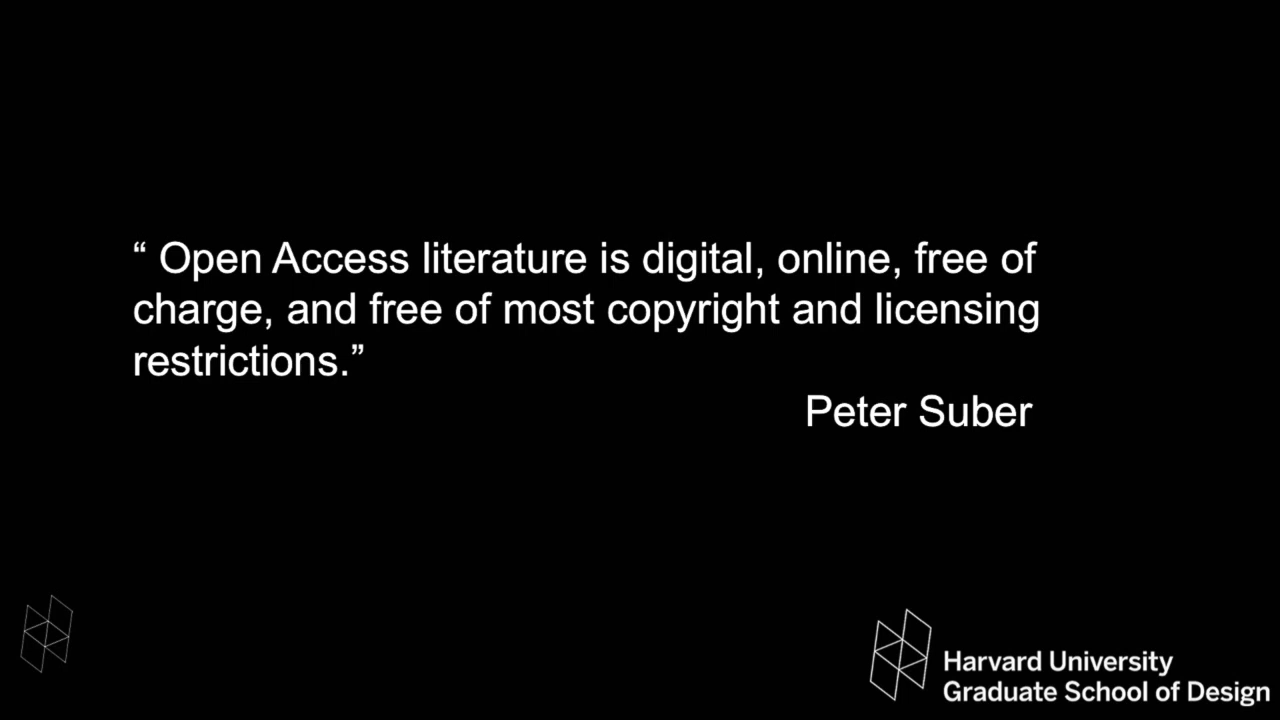 “ Open Access literature is digital, online, free of
charge, and free of most copyright and licensing
restrictions.”
Peter Suber
Harvard University
Graduate School of Design